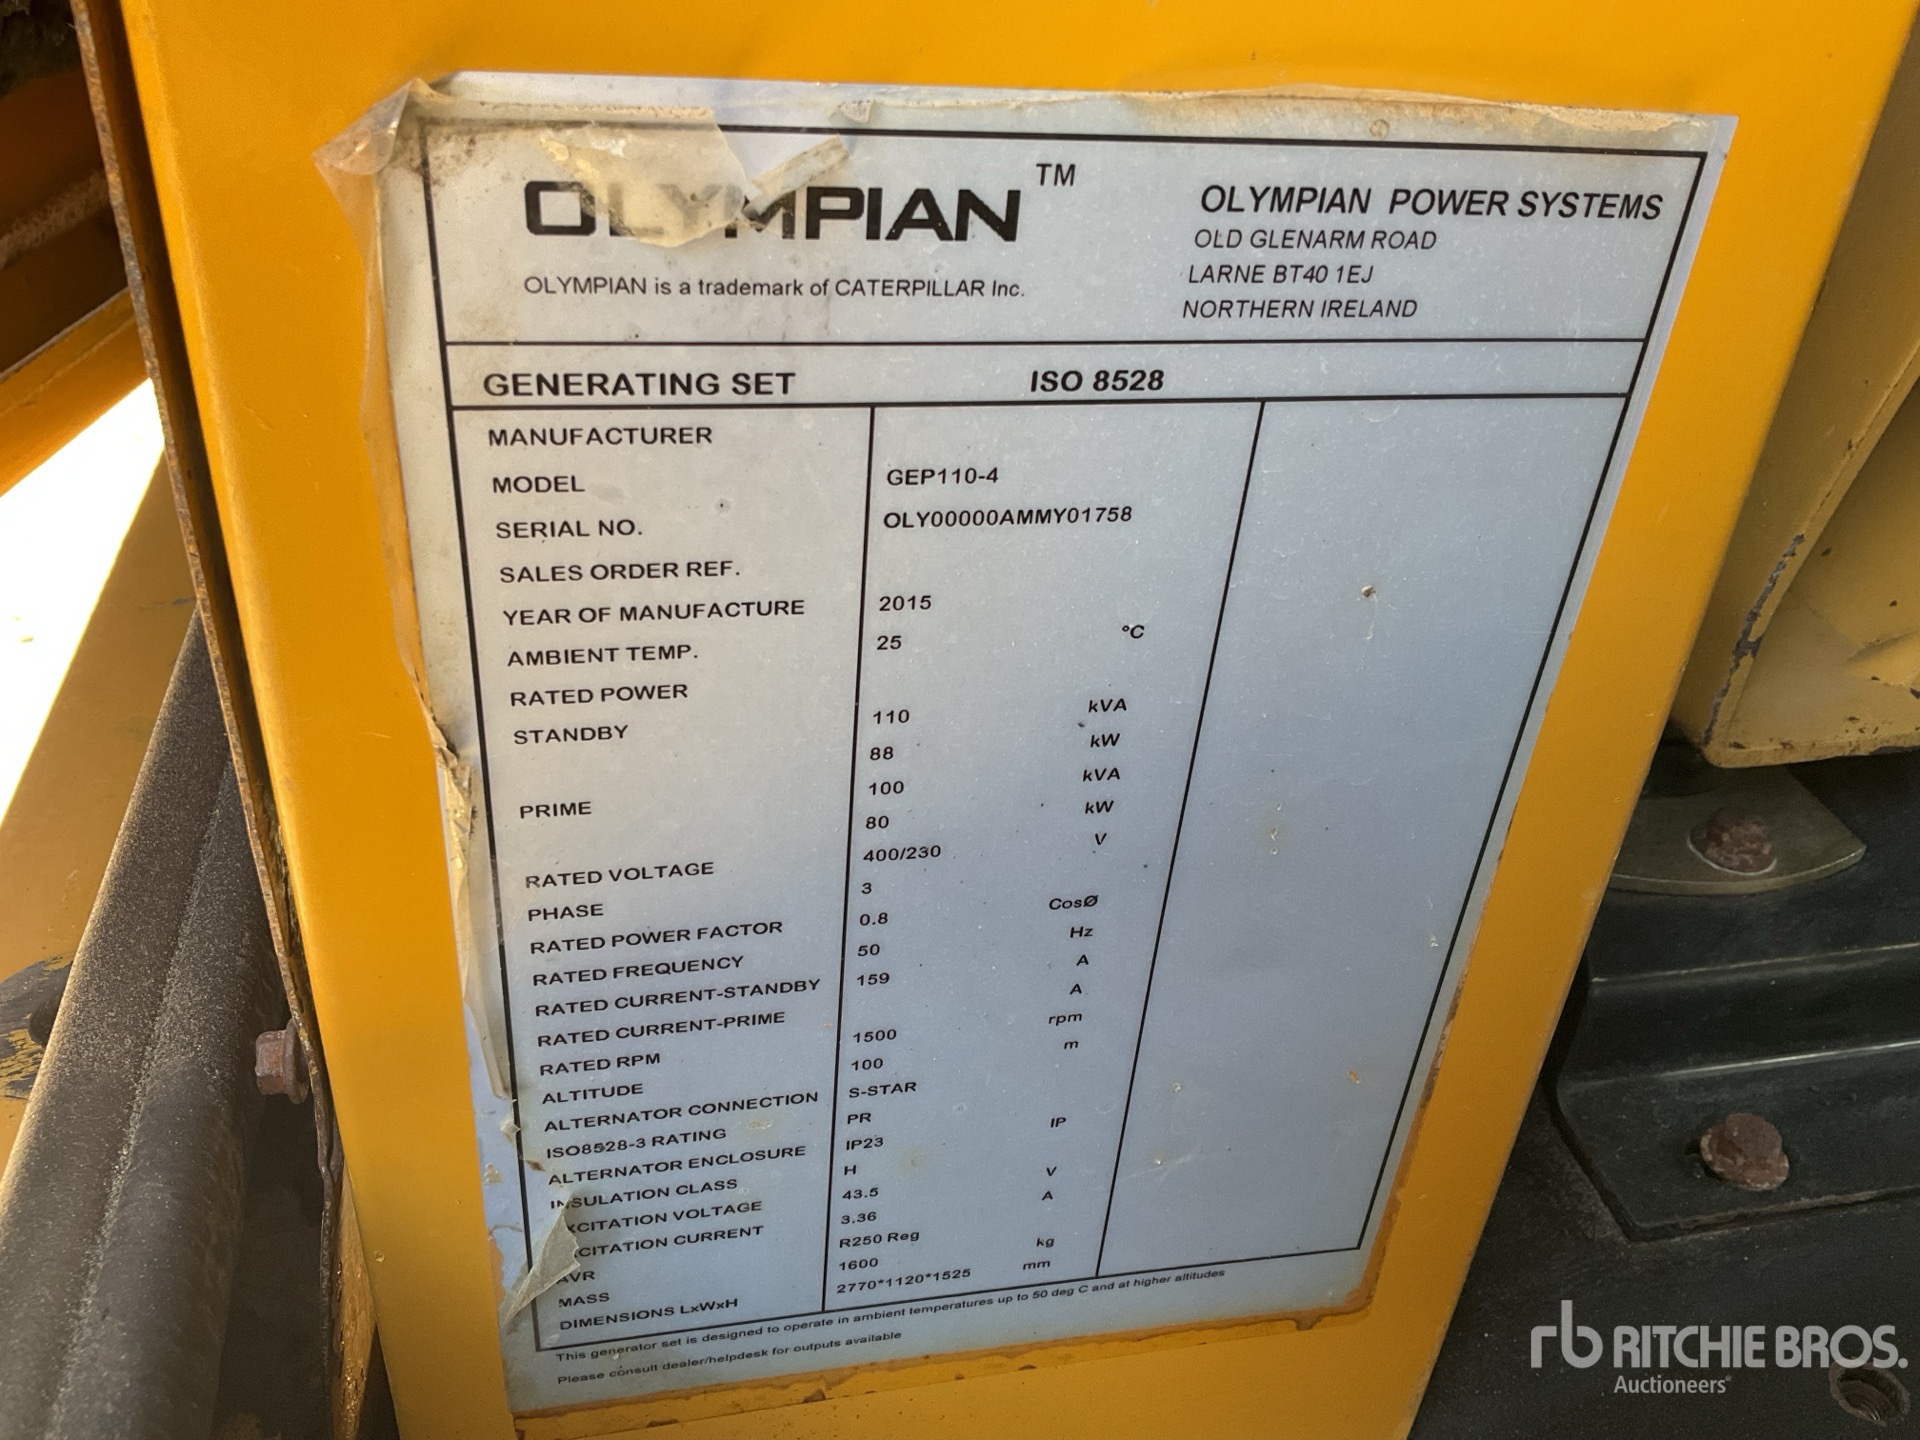 OLYMPIAN TM
OLYMPIAN is a trademark of CATERPILLAR Inc.
OLYMPIAN POWER SYSTEMS
OLD GLENARM ROAD
LARNE BT40 1EJ
NORTHERN IRELAND
GENERATING SET ISO 8528
MANUFACTURER
MODEL GEP110-4
SERIAL NO. OLY00000AMMY01758
SALES ORDER REF.
YEAR OF MANUFACTURE 2015
AMBIENT TEMP. 25 °C
RATED POWER
STANDBY 110 kVA
88 kW
PRIME 100 kVA
80 kW
RATED VOLTAGE 400/230 V
PHASE 3
RATED POWER FACTOR 0.8 CosØ
RATED FREQUENCY 50 Hz
RATED CURRENT-STANDBY 159 A
RATED CURRENT-PRIME A
RATED RPM 1500 rpm
ALTITUDE 100 m
ALTERNATOR CONNECTION S-STAR
ISO8528-3 RATING PR
ALTERNATOR ENCLOSURE IP23 IP
INSULATION CLASS H
XCITATION VOLTAGE 43.5 V
CITATION CURRENT 3.36 A
AVR R250 Reg
MASS 1600 kg
DIMENSIONS LxWxH 2770*1120*1525 mm
This generator set is designed to operate in ambient temperatures up to 50 deg C and at higher altitudes
Please consult dealer/helpdesk for outputs available
rb RITCHIE BROS.
Auctioneers®